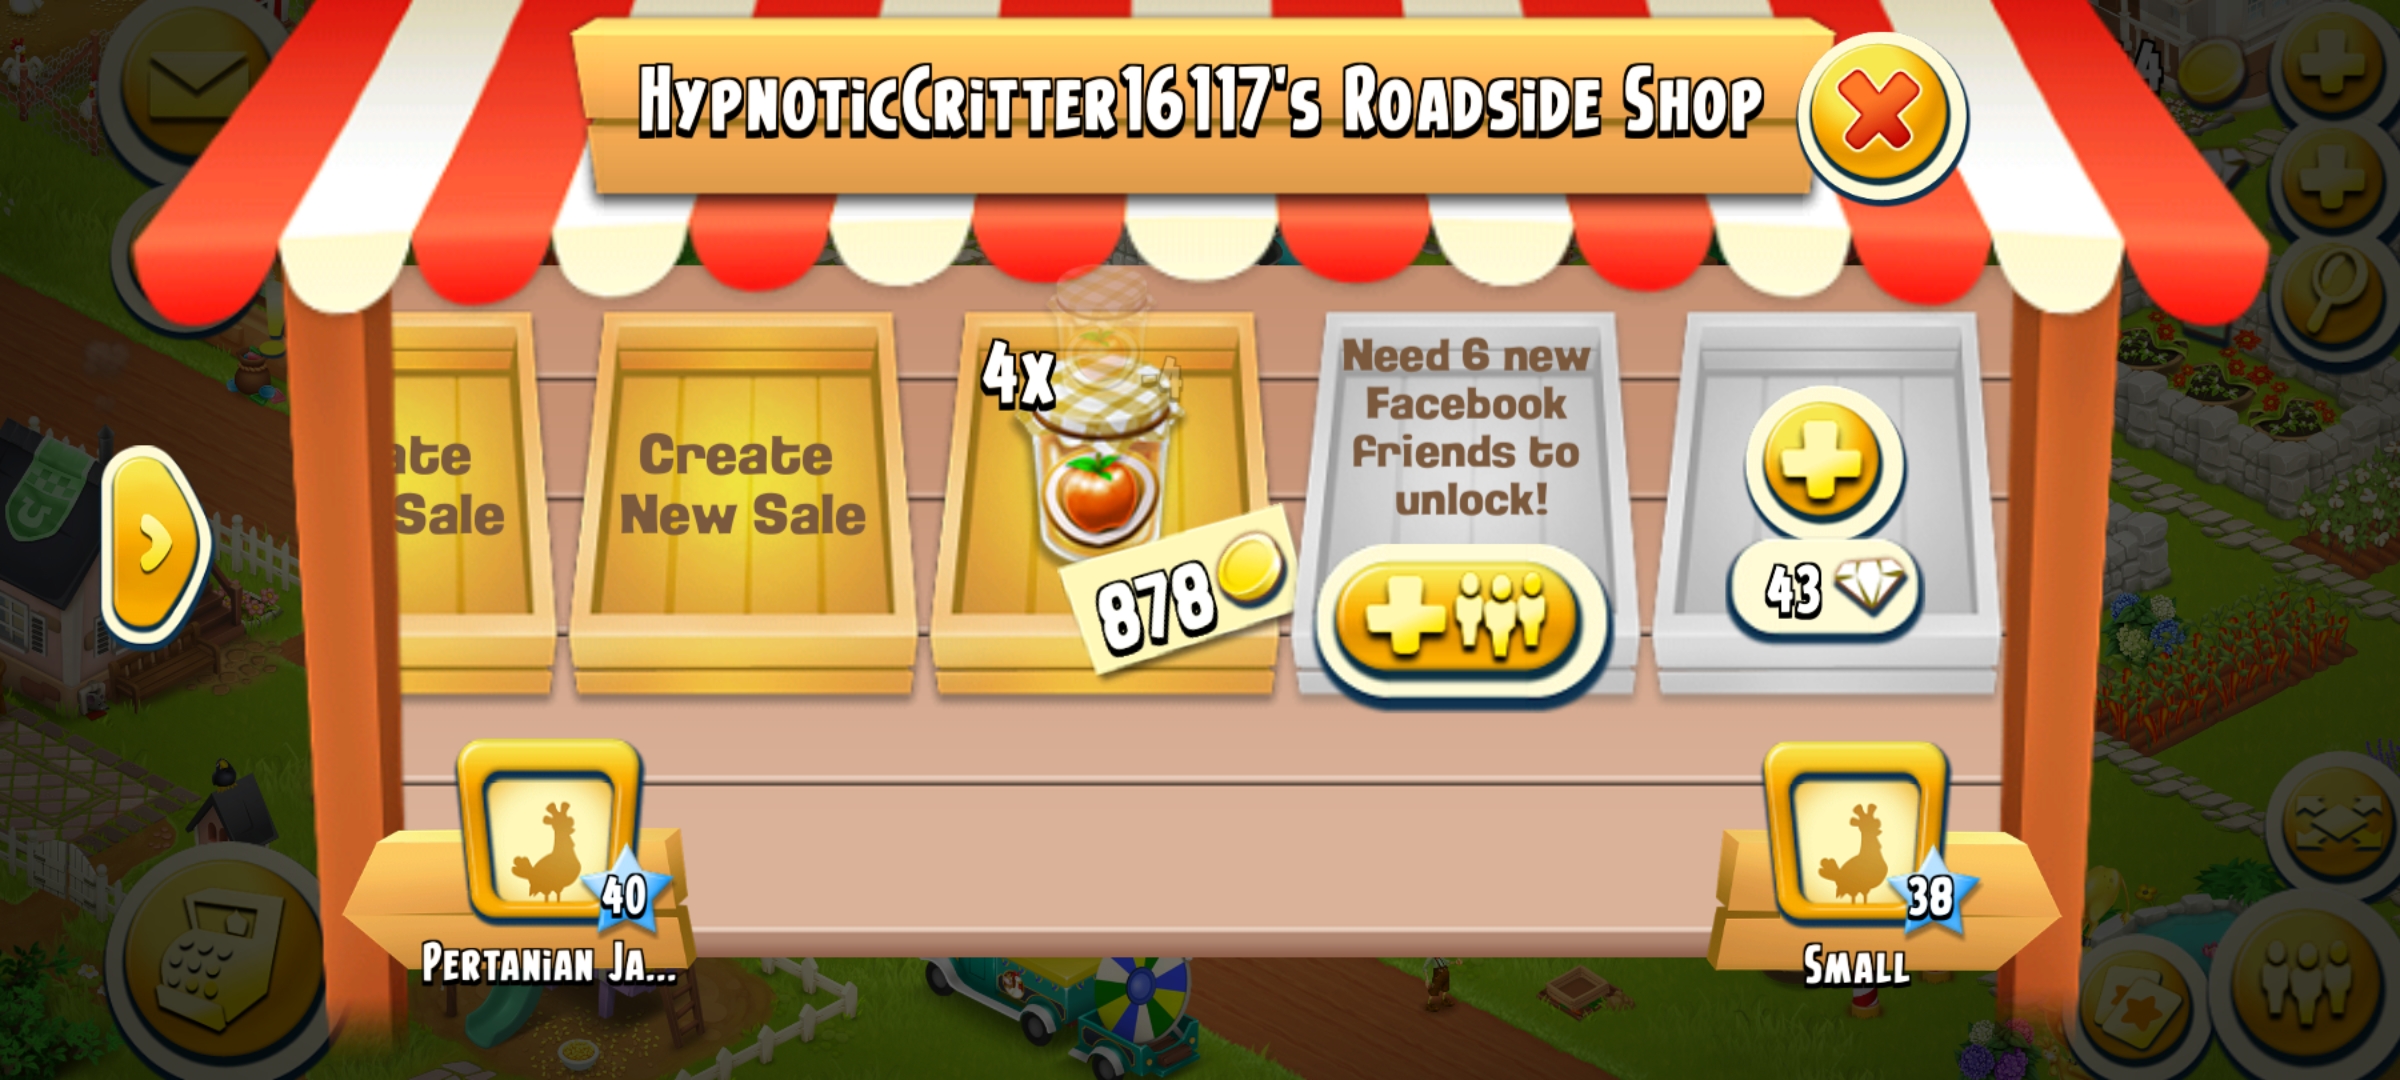 HypnoticCritter16117's Roadside Shop
4x
-4
Need 6 new
Facebook
friends to
unlock!
ate
Sale
Create
New Sale
878
43
40
Pertanian Ja...
38
Small